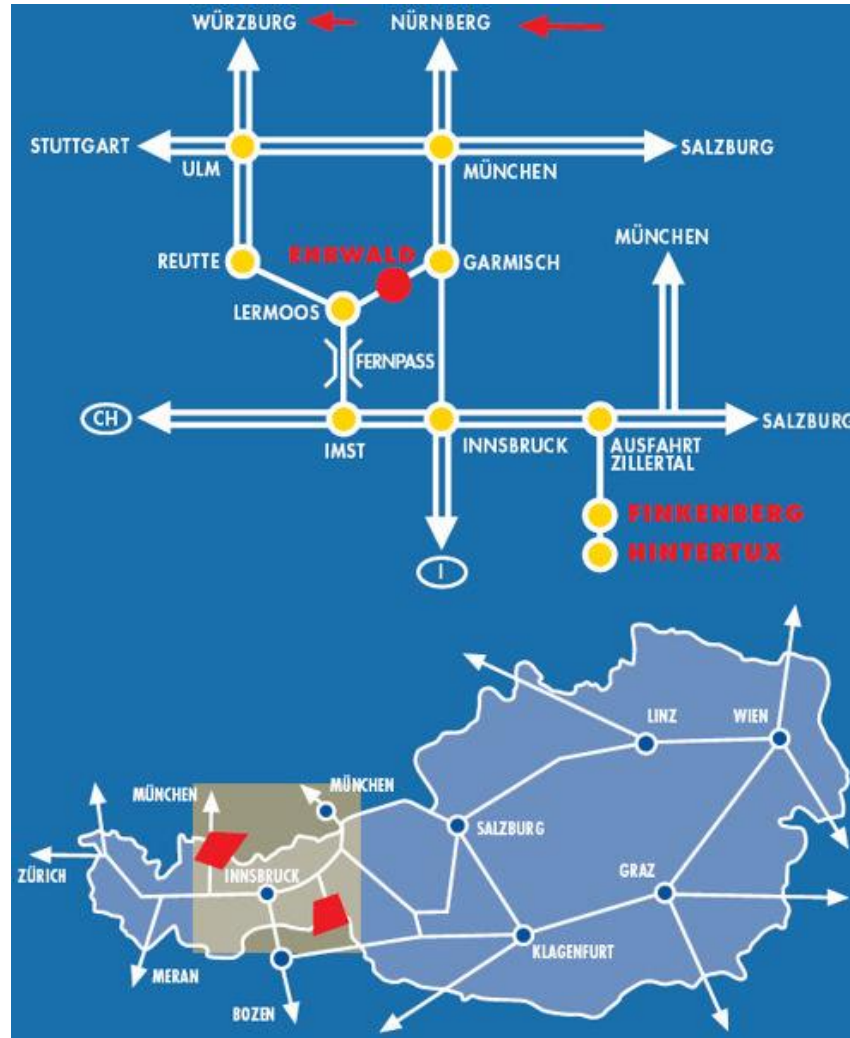 WÜRZBURG
NÜRNBERG
STUTTGART
SALZBURG
ULM
MÜNCHEN
MÜNCHEN
REUTTE
EHRWALD
GARMISCH
LERMOOS
FERNPASS
CH
SALZBURG
IMST
INNSBRUCK
AUSFAHRT
ZILLERTAL
FINKENBERG
HINTERTUX
I
LINZ
WIEN
MÜNCHEN
MÜNCHEN
SALZBURG
ZÜRICH
INNSBRUCK
GRAZ
KLAGENFURT
MERAN
BOZEN